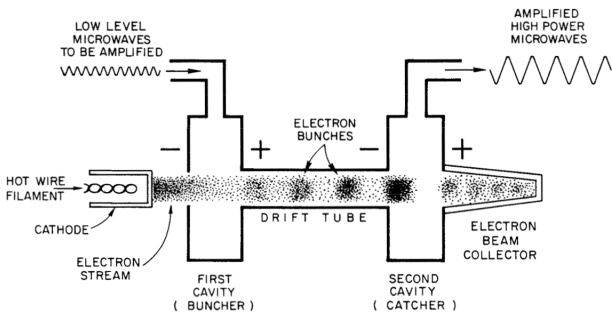 LOW LEVEL
MICROWAVES
TO BE AMPLIFIED
AMPLIFIED
HIGH POWER
MICROWAVES
ELECTRON
BUNCHES
− + − +
HOT WIRE
FILAMENT
CATHODE
DRIFT TUBE
ELECTRON
STREAM
ELECTRON
BEAM
COLLECTOR
FIRST
CAVITY
( BUNCHER )
SECOND
CAVITY
( CATCHER )